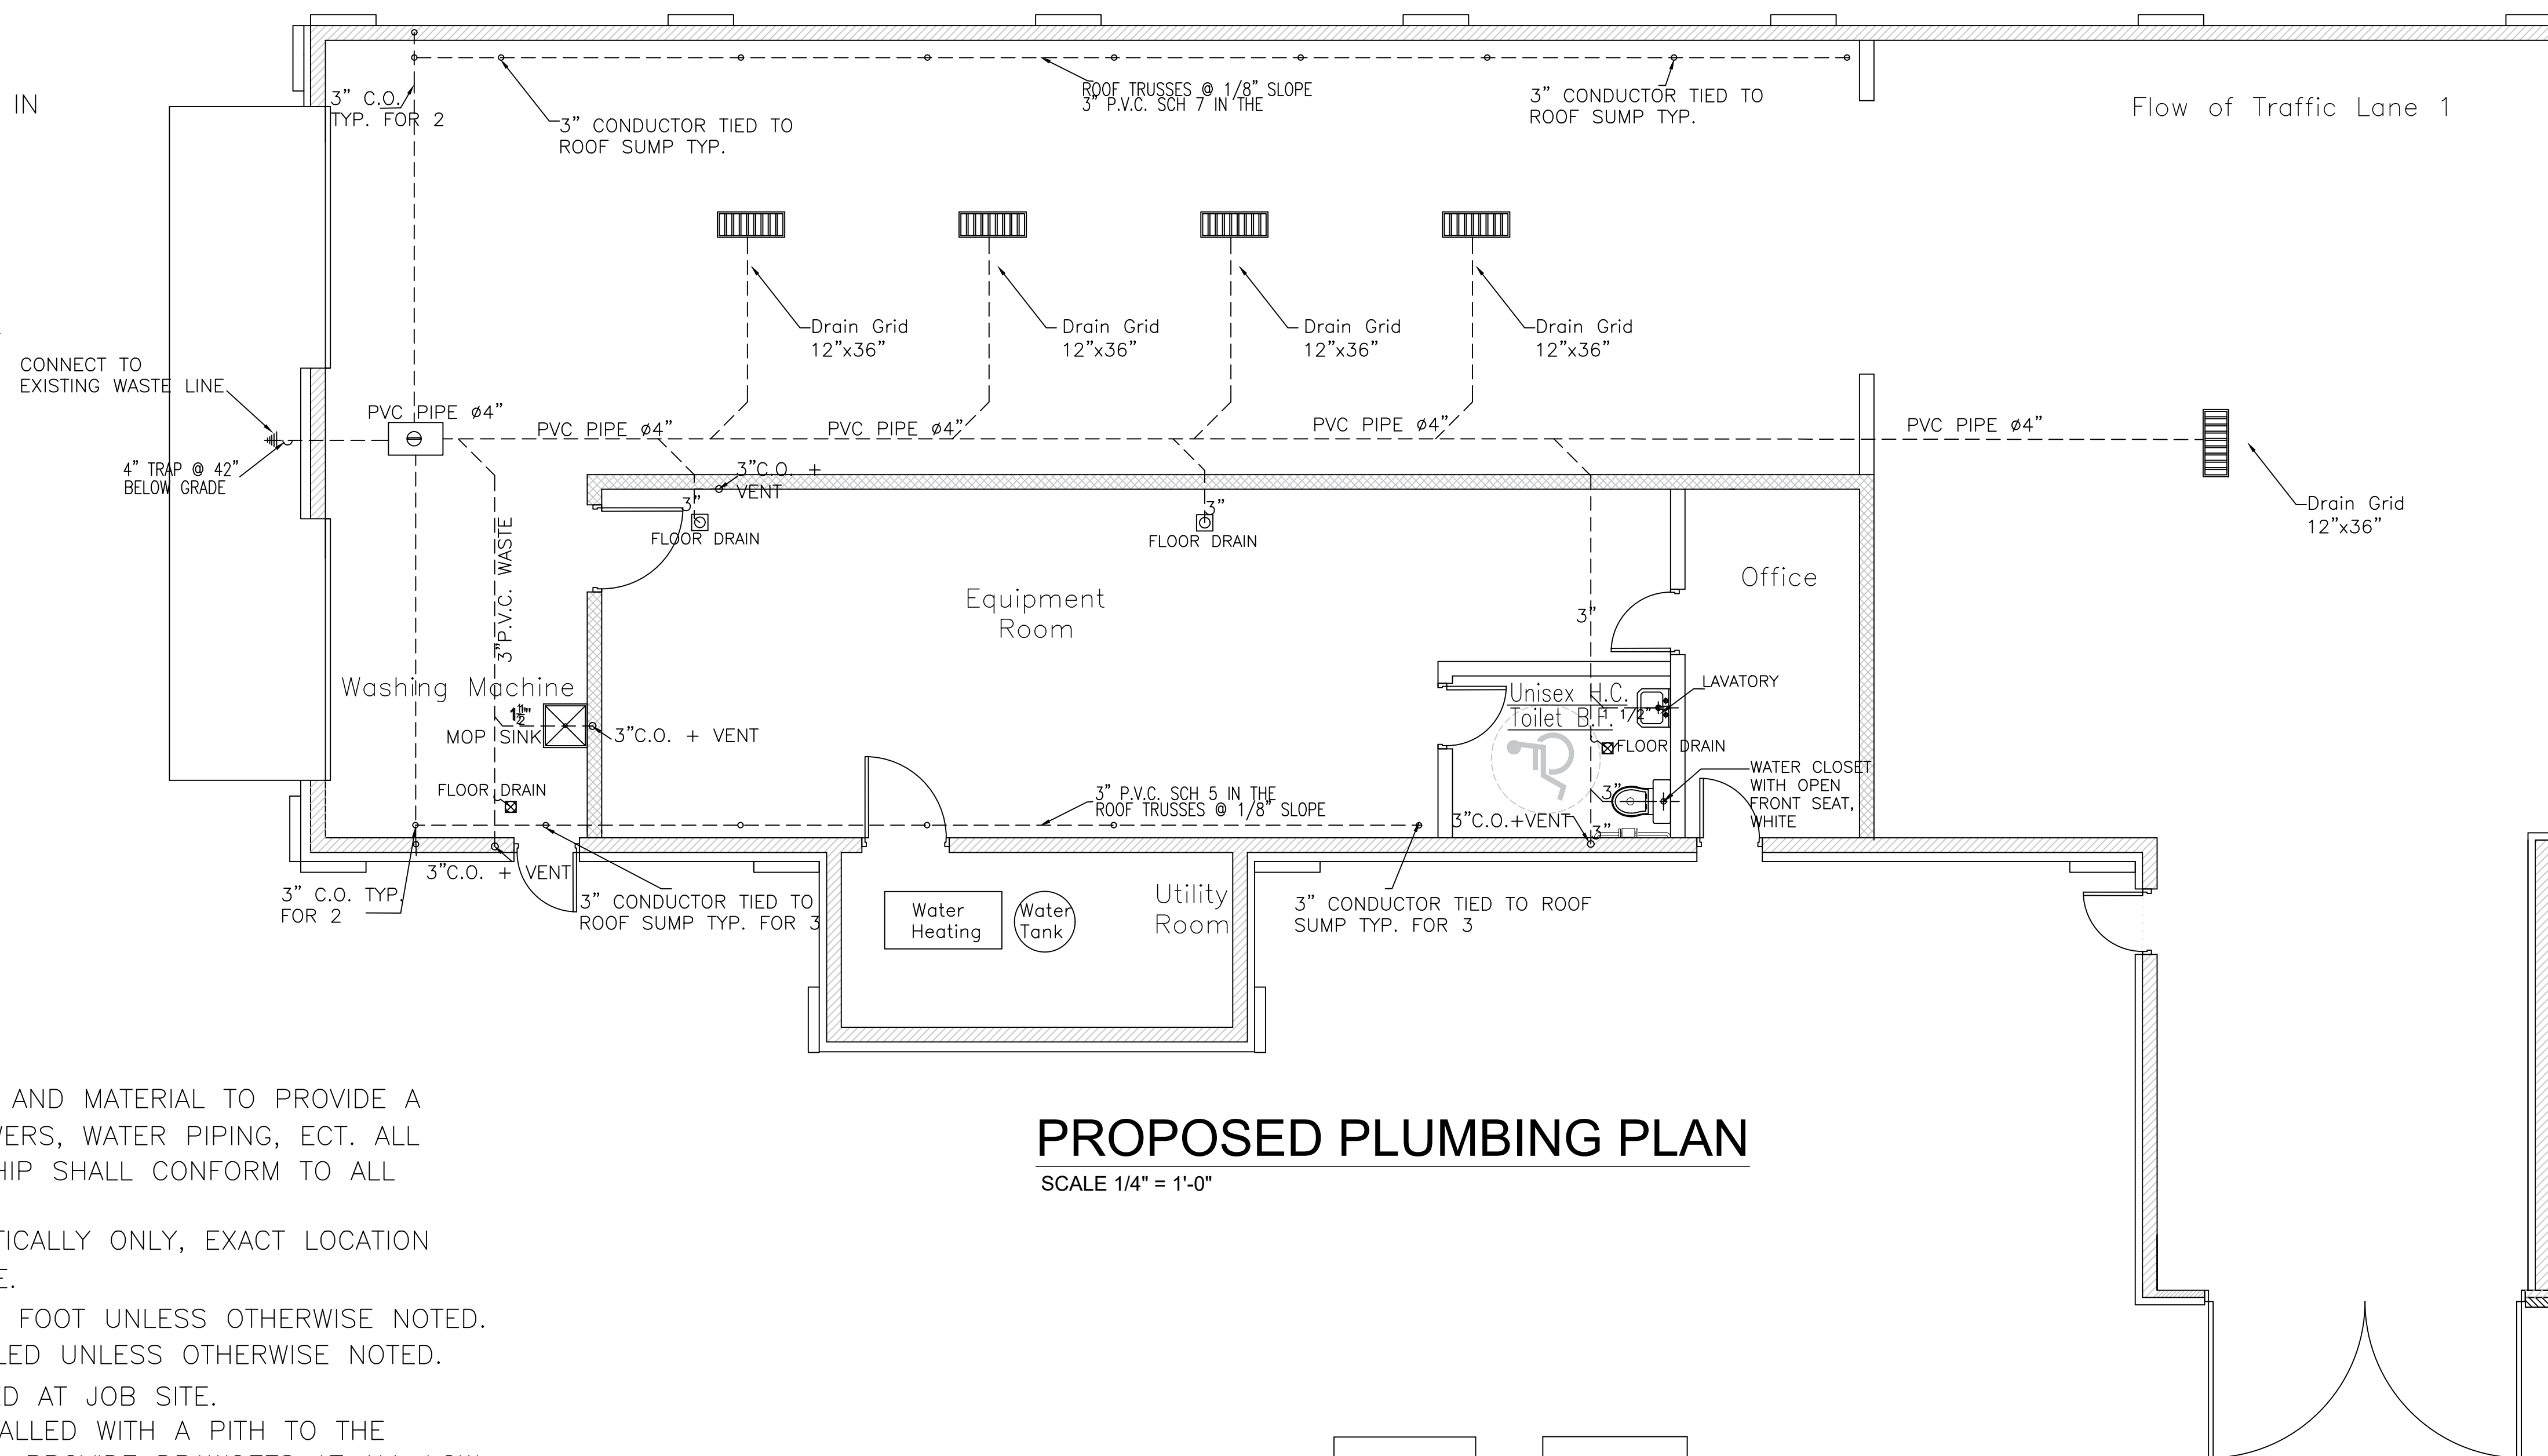 IN
3" C.O.
TYP. FOR 2
3" CONDUCTOR TIED TO
ROOF SUMP TYP.
ROOF TRUSSES @ 1/8" SLOPE
3" P.V.C. SCH 7 IN THE
3" CONDUCTOR TIED TO
ROOF SUMP TYP.
Flow of Traffic Lane 1
Drain Grid
12"x36"
Drain Grid
12"x36"
Drain Grid
12"x36"
Drain Grid
12"x36"
CONNECT TO
EXISTING WASTE LINE
PVC PIPE ø4"
PVC PIPE ø4"
PVC PIPE ø4"
PVC PIPE ø4"
PVC PIPE ø4"
4" TRAP @ 42"
BELOW GRADE
3"C.O. +
VENT
3"
FLOOR DRAIN
3"
FLOOR DRAIN
Drain Grid
12"x36"
3"P.V.C. WASTE
Equipment
Room
Office
3"
Washing Machine
MOP SINK
3"C.O. + VENT
Unisex H.C.
Toilet B.F.
1 1/2"
LAVATORY
FLOOR DRAIN
WATER CLOSET
WITH OPEN
FRONT SEAT,
WHITE
3"
FLOOR DRAIN
3" P.V.C. SCH 5 IN THE
ROOF TRUSSES @ 1/8" SLOPE
3"C.O.+VENT
3"
3"C.O. + VENT
3" C.O. TYP.
FOR 2
3" CONDUCTOR TIED TO
ROOF SUMP TYP. FOR 3
Water
Heating
Water
Tank
Utility
Room
3" CONDUCTOR TIED TO ROOF
SUMP TYP. FOR 3
AND MATERIAL TO PROVIDE A
WERS, WATER PIPING, ECT. ALL
HIP SHALL CONFORM TO ALL
TICALLY ONLY, EXACT LOCATION
E.
FOOT UNLESS OTHERWISE NOTED.
LED UNLESS OTHERWISE NOTED.
ED AT JOB SITE.
ALLED WITH A PITH TO THE
PROPOSED PLUMBING PLAN
SCALE 1/4" = 1'-0"